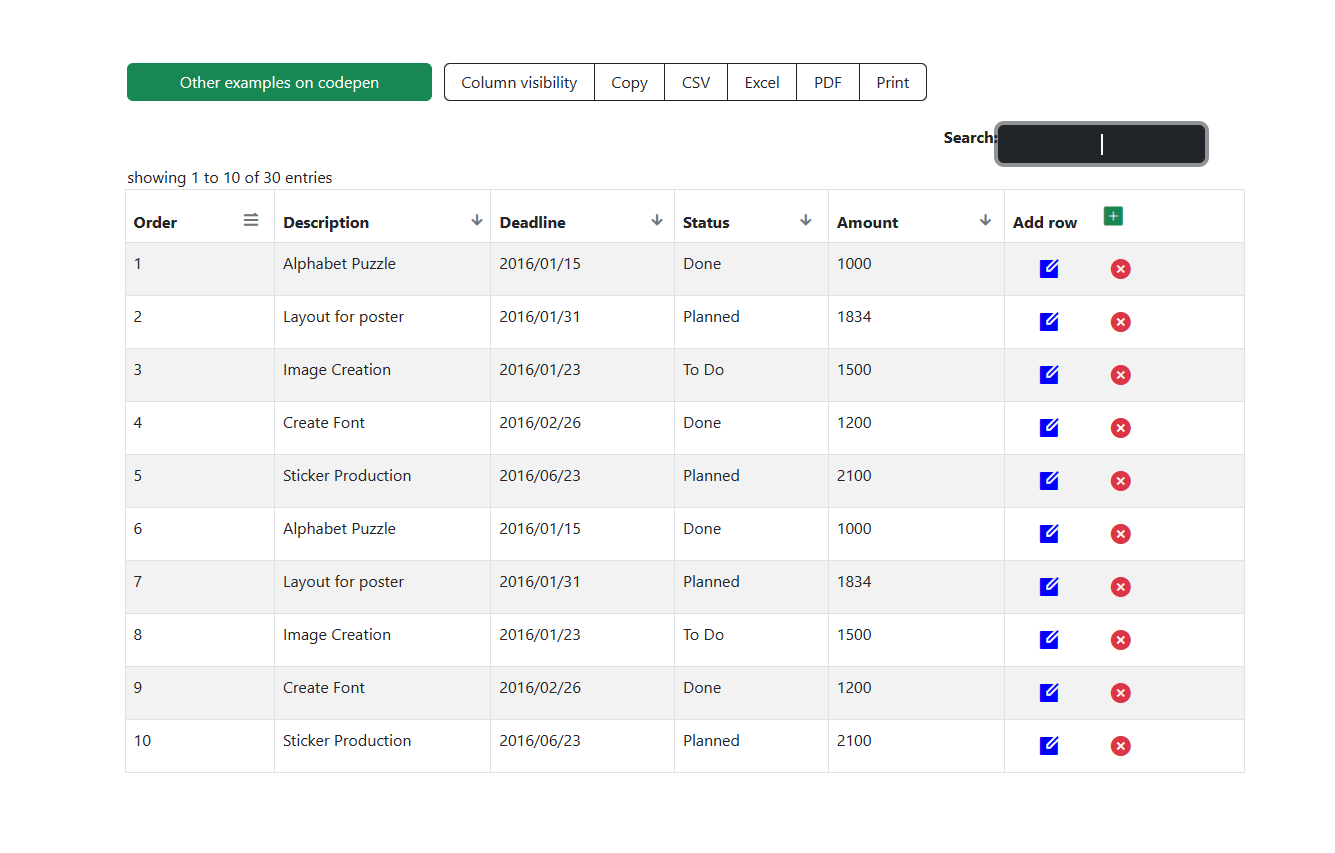 Other examples on codepen Column visibility Copy CSV Excel PDF Print
Search:
showing 1 to 10 of 30 entries
Order Description Deadline Status Amount Add row
1 Alphabet Puzzle 2016/01/15 Done 1000
2 Layout for poster 2016/01/31 Planned 1834
3 Image Creation 2016/01/23 To Do 1500
4 Create Font 2016/02/26 Done 1200
5 Sticker Production 2016/06/23 Planned 2100
6 Alphabet Puzzle 2016/01/15 Done 1000
7 Layout for poster 2016/01/31 Planned 1834
8 Image Creation 2016/01/23 To Do 1500
9 Create Font 2016/02/26 Done 1200
10 Sticker Production 2016/06/23 Planned 2100